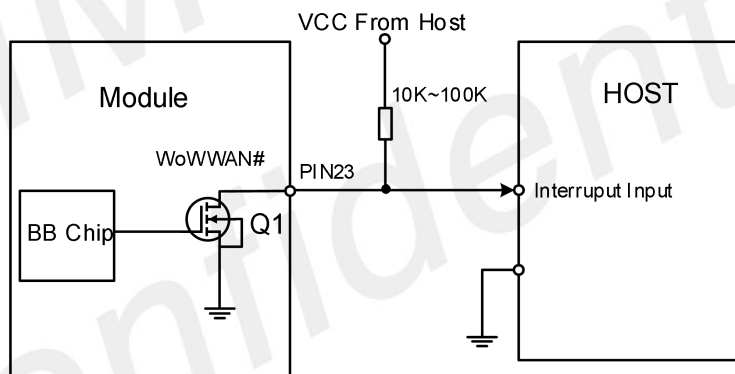 VCC From Host
Module
10K~100K
HOST
WoWWAN#
PIN23
Interruput Input
BB Chip
Q1